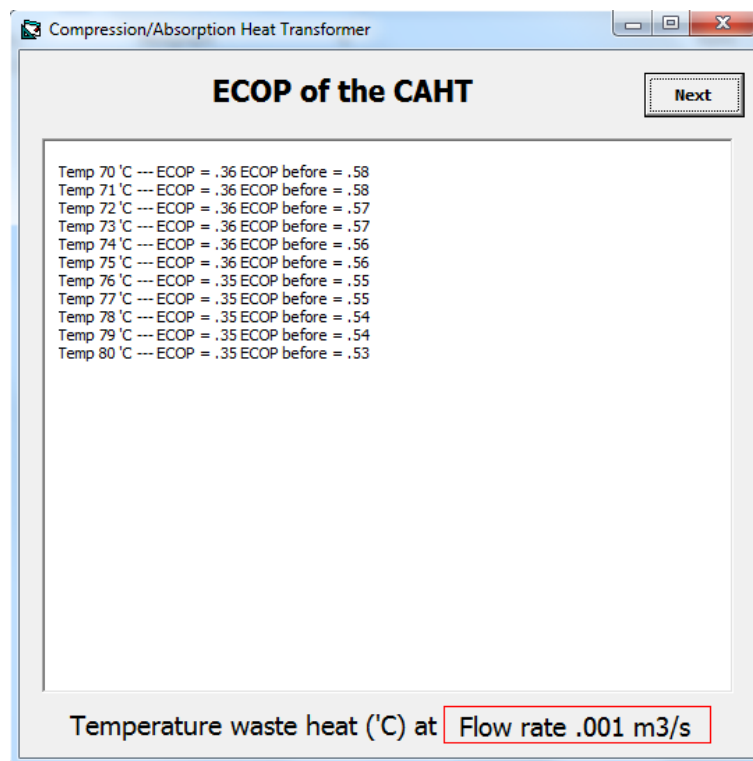 Compression/Absorption Heat Transformer
ECOP of the CAHT
Next
Temp 70 'C --- ECOP = .36 ECOP before = .58
Temp 71 'C --- ECOP = .36 ECOP before = .58
Temp 72 'C --- ECOP = .36 ECOP before = .57
Temp 73 'C --- ECOP = .36 ECOP before = .57
Temp 74 'C --- ECOP = .36 ECOP before = .56
Temp 75 'C --- ECOP = .36 ECOP before = .56
Temp 76 'C --- ECOP = .35 ECOP before = .55
Temp 77 'C --- ECOP = .35 ECOP before = .55
Temp 78 'C --- ECOP = .35 ECOP before = .54
Temp 79 'C --- ECOP = .35 ECOP before = .54
Temp 80 'C --- ECOP = .35 ECOP before = .53
Temperature waste heat ('C) at Flow rate .001 m3/s